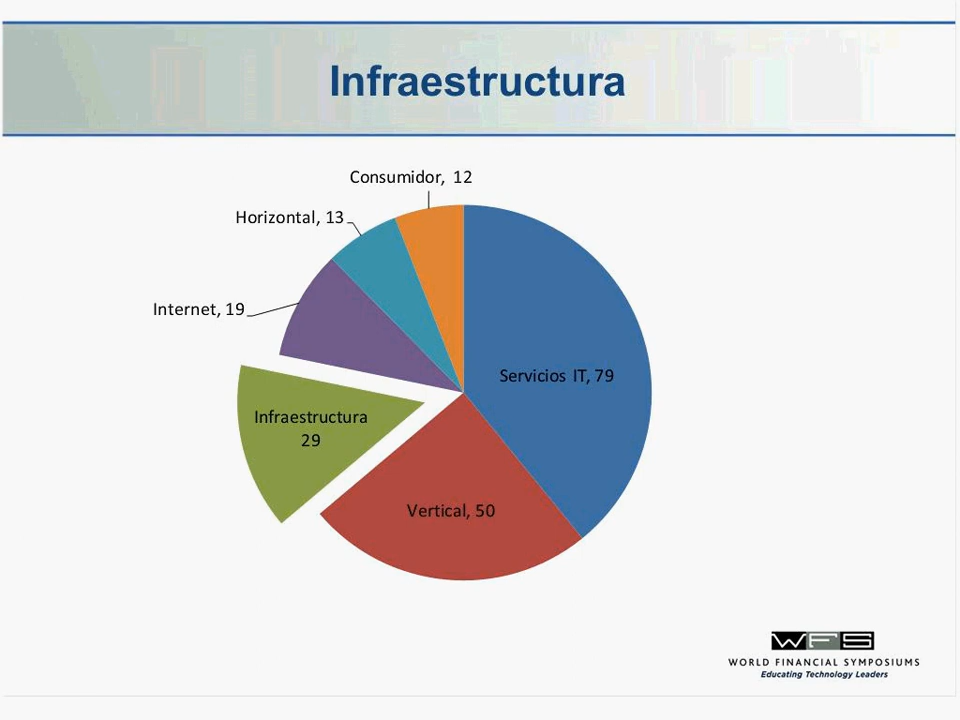 Infraestructura
Consumidor, 12
Horizontal, 13
Internet, 19
Servicios IT, 79
Infraestructura
29
Vertical, 50
WFS
WORLD FINANCIAL SYMPOSIUMS
Educating Technology Leaders